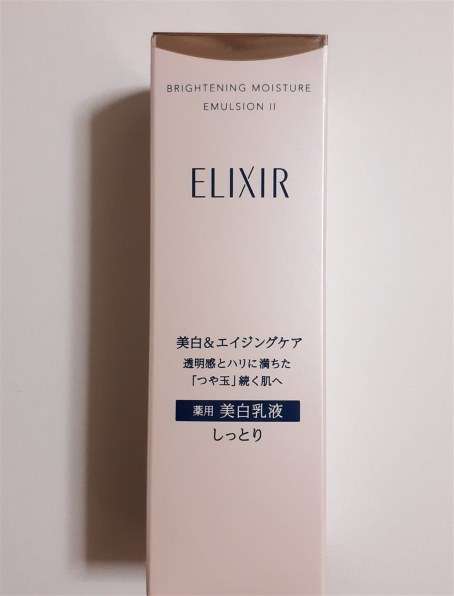 BRIGHTENING MOISTURE
EMULSION II
ELIXIR
美白&エイジングケア
透明感とハリに満ちた
「つや玉」続く肌へ
薬用 美白乳液
しっとり